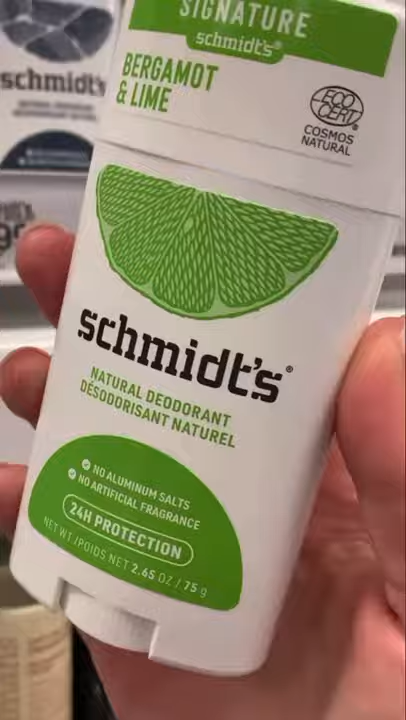 SIGNATURE
schmidt's
BERGAMOT
& LIME
ECO
CERT®
COSMOS
NATURAL
schmidt's
schmidt's®
NATURAL DEODORANT
DÉSODORISANT NATUREL
NO ALUMINUM SALTS
NO ARTIFICIAL FRAGRANCE
24H PROTECTION
NET WT./POIDS NET 2.65 OZ / 75 g